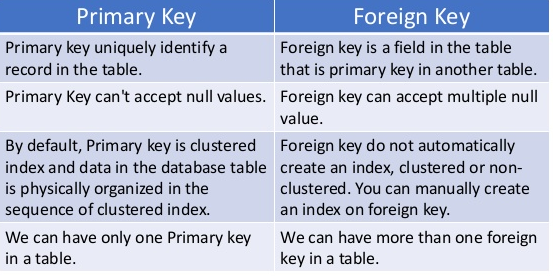 Primary Key
Foreign Key
Primary key uniquely identify a
record in the table.
Foreign key is a field in the table
that is primary key in another table.
Primary Key can't accept null values.
Foreign key can accept multiple null
value.
By default, Primary key is clustered
index and data in the database table
is physically organized in the
sequence of clustered index.
Foreign key do not automatically
create an index, clustered or non-
clustered. You can manually create
an index on foreign key.
We can have only one Primary key
in a table.
We can have more than one foreign
key in a table.